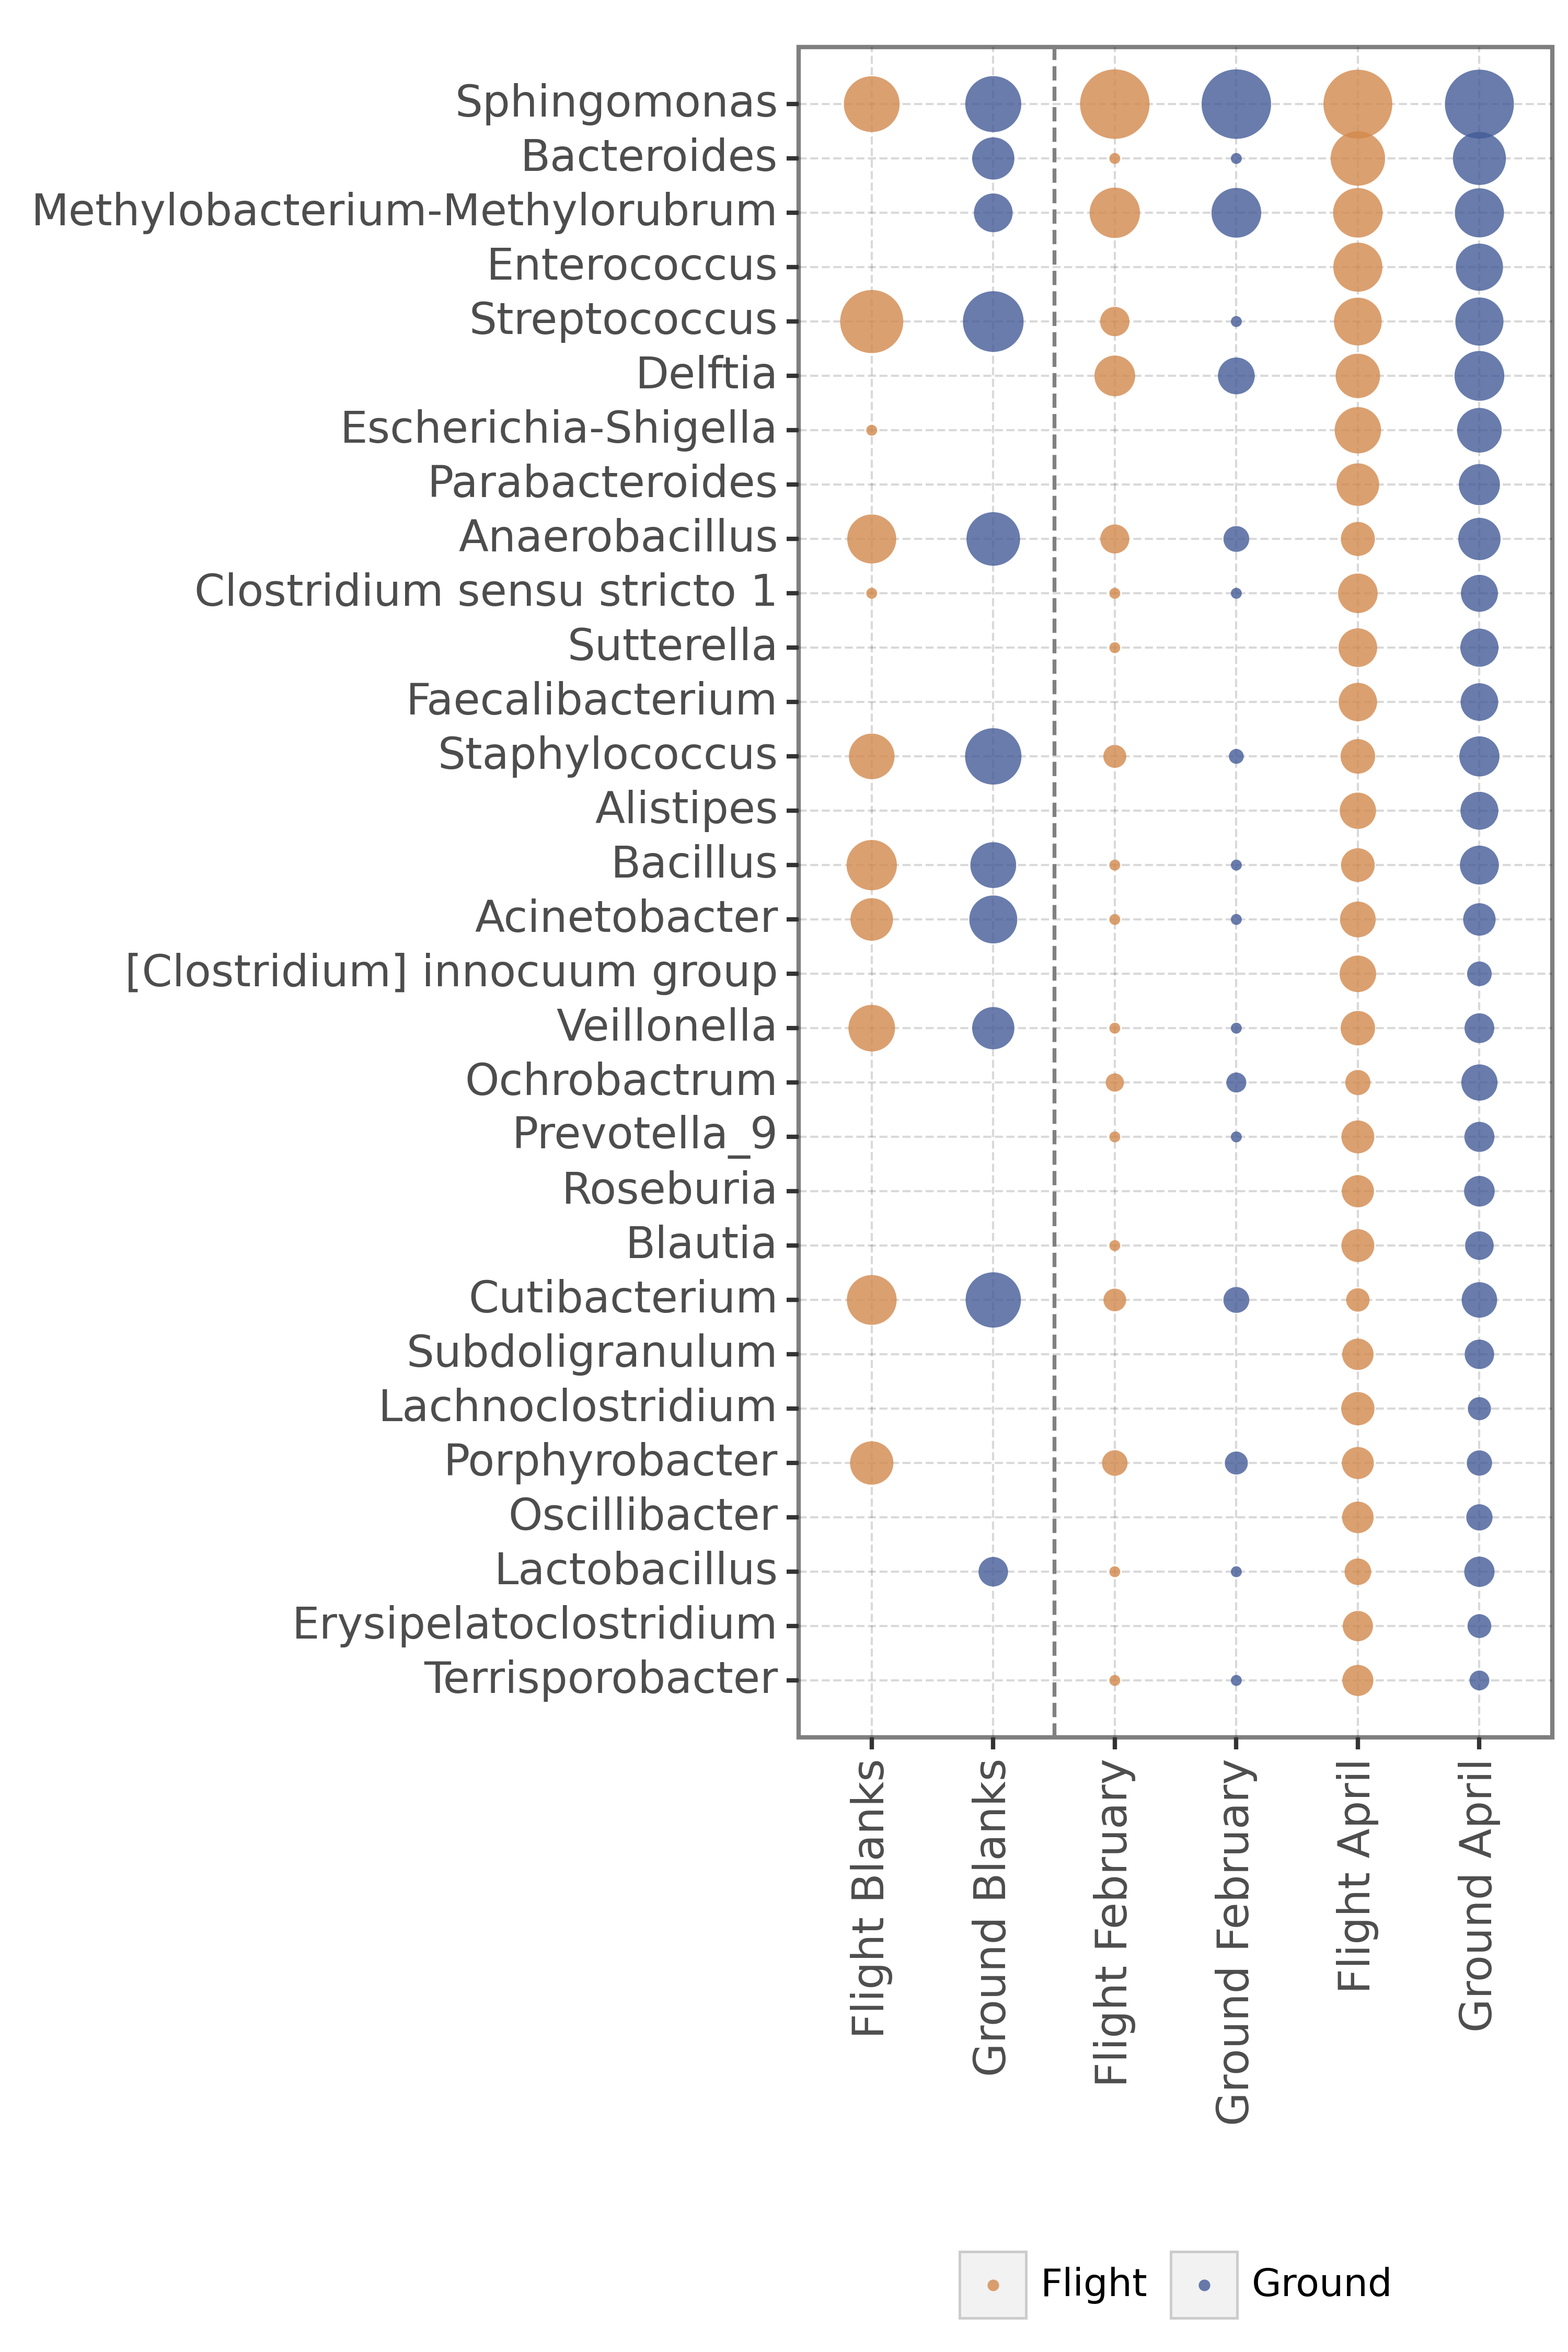 Sphingomonas
Bacteroides
Methylobacterium-Methylorubrum
Enterococcus
Streptococcus
Delftia
Escherichia-Shigella
Parabacteroides
Anaerobacillus
Clostridium sensu stricto 1
Sutterella
Faecalibacterium
Staphylococcus
Alistipes
Bacillus
Acinetobacter
[Clostridium] innocuum group
Veillonella
Ochrobactrum
Prevotella_9
Roseburia
Blautia
Cutibacterium
Subdoligranulum
Lachnoclostridium
Porphyrobacter
Oscillibacter
Lactobacillus
Erysipelatoclostridium
Terrisporobacter
Flight Blanks
Ground Blanks
Flight February
Ground February
Flight April
Ground April
Flight
Ground